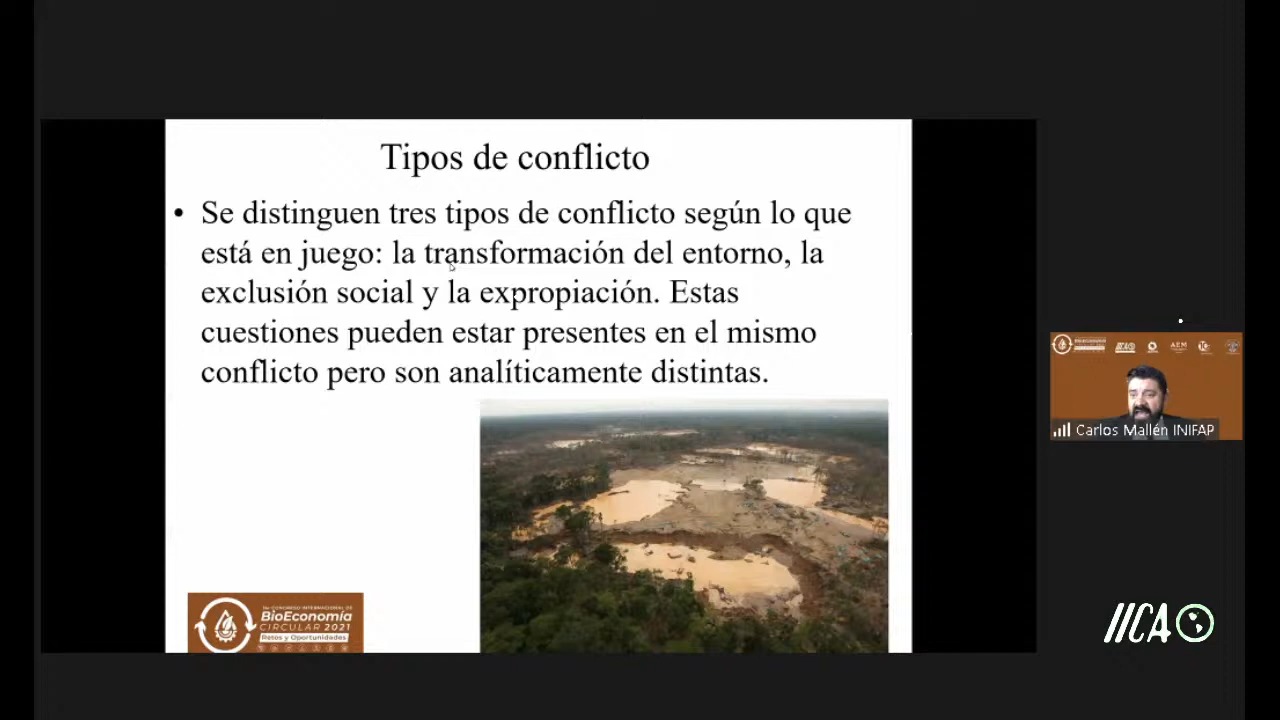 Tipos de conflicto
• Se distinguen tres tipos de conflicto según lo que
está en juego: la transformación del entorno, la
exclusión social y la expropiación. Estas
cuestiones pueden estar presentes en el mismo
conflicto pero son analíticamente distintas.
BioEconomía
CIRCULAR 2021
Retos y Oportunidades
AEM
Carlos Mallén INIFAP
IICA